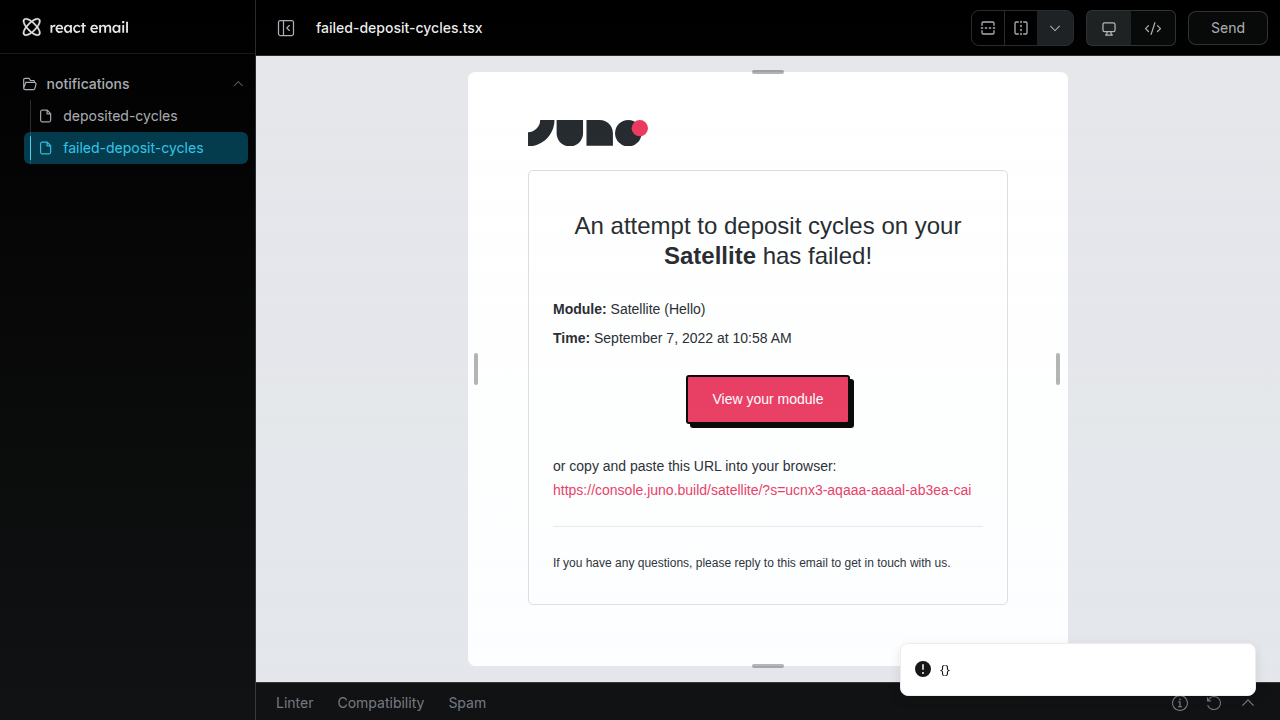 react email
failed-deposit-cycles.tsx
Send
notifications
deposited-cycles
failed-deposit-cycles
juno
An attempt to deposit cycles on your
Satellite has failed!
Module: Satellite (Hello)
Time: September 7, 2022 at 10:58 AM
View your module
or copy and paste this URL into your browser:
https://console.juno.build/satellite/?s=ucnx3-aqaaa-aaaal-ab3ea-cai
If you have any questions, please reply to this email to get in touch with us.
{}
Linter
Compatibility
Spam